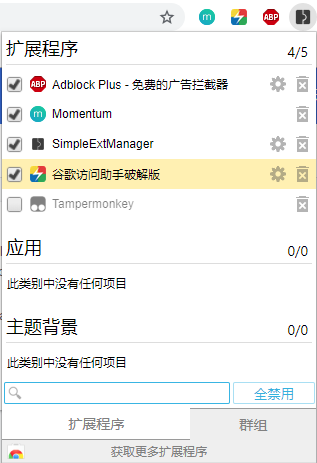 m
ABP
扩展程序 4/5
ABP Adblock Plus - 免费的广告拦截器
m Momentum
SimpleExtManager
谷歌访问助手破解版
Tampermonkey
应用 0/0
此类别中没有任何项目
主题背景 0/0
此类别中没有任何项目
全禁用
扩展程序 群组
获取更多扩展程序